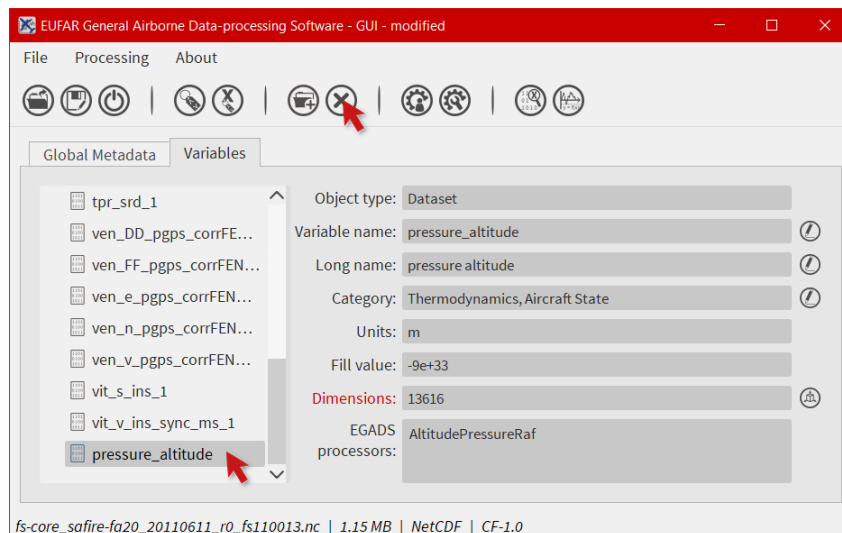 EUFAR General Airborne Data-processing Software - GUI - modified
File Processing About
Global Metadata Variables
tpr_srd_1
ven_DD_pgps_corrFE...
ven_FF_pgps_corrFEN...
ven_e_pgps_corrFEN...
ven_n_pgps_corrFEN...
ven_v_pgps_corrFEN...
vit_s_ins_1
vit_v_ins_sync_ms_1
pressure_altitude
Object type: Dataset
Variable name: pressure_altitude
Long name: pressure altitude
Category: Thermodynamics, Aircraft State
Units: m
Fill value: -9e+33
Dimensions: 13616
EGADS processors: AltitudePressureRaf
fs-core_safire-fa20_20110611_r0_fs110013.nc | 1.15 MB | NetCDF | CF-1.0